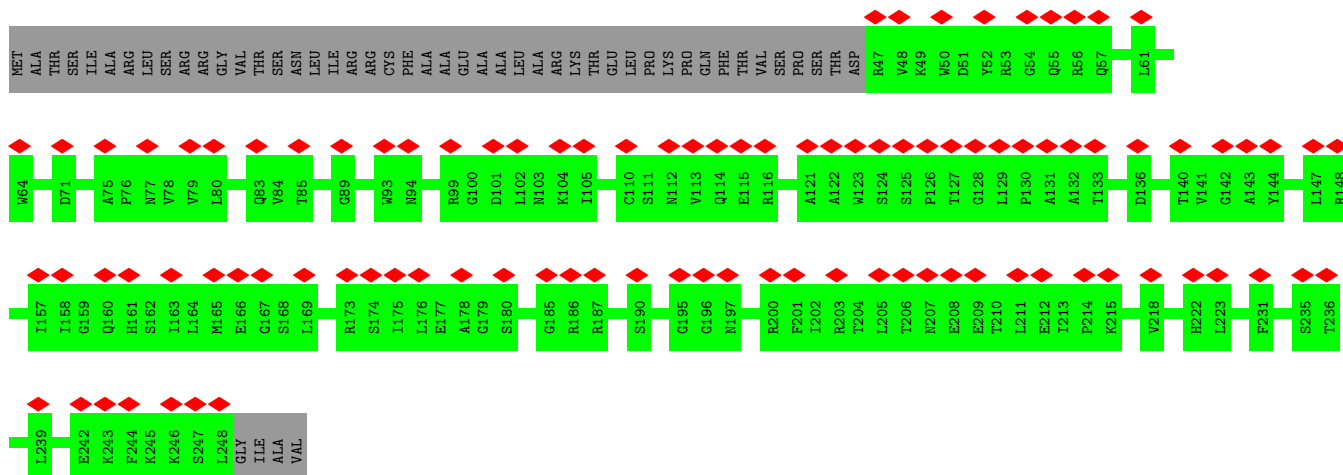 MET ALA THR SER ILE ALA ARG LEU SER ARG ARG GLY VAL THR SER ASN LEU ILE ILE ARG ARG CYS PHE ALA ALA GLU ALA ALA LEU ALA ARG LYS THR GLU LEU PRO LYS PRO GLN PHE THR VAL SER PRO SER THR ASP R47 V48 K49 W50 D51 Y52 R53 G54 Q55 R56 Q57 L61
W64 D71 A75 P76 N77 V78 V79 L80 Q83 V84 T85 G89 W93 N94 R99 G100 D101 L102 N103 K104 I105 C110 S111 N112 V113 Q114 E115 R116 A121 A122 W123 S124 S125 P126 T127 G128 L129 P130 A131 A132 T133 D136 T140 V141 G142 A143 Y144 L147 R148
I157 I158 G159 Q160 H161 S162 I163 L164 M165 E166 G167 S168 L169 R173 S174 I175 L176 E177 A178 G179 S180 G185 R186 R187 S190 G195 G196 N197 R200 F201 I202 R203 T204 L205 T206 N207 E208 E209 T210 L211 E212 I213 P214 K215 V218 H222 L223 F231 S235 T236
L239 E242 K243 F244 K245 K246 S247 L248 GLY ILE ALA VAL